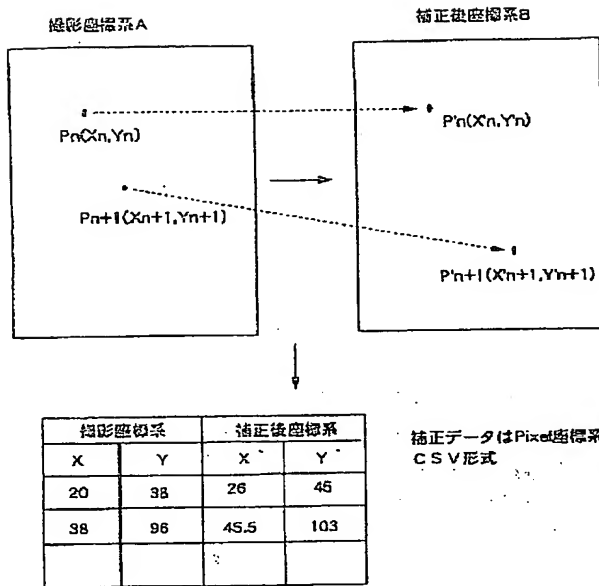 撮影座標系A
補正後座標系B
Pn(Xn,Yn)
P'n(X'n,Y'n)
Pn+1(Xn+1,Yn+1)
P'n+1(X'n+1,Y'n+1)
撮影座標系 補正後座標系
X Y X Y
20 38 26 45
38 96 45.5 103
補正データはPixel座標系
CSV形式